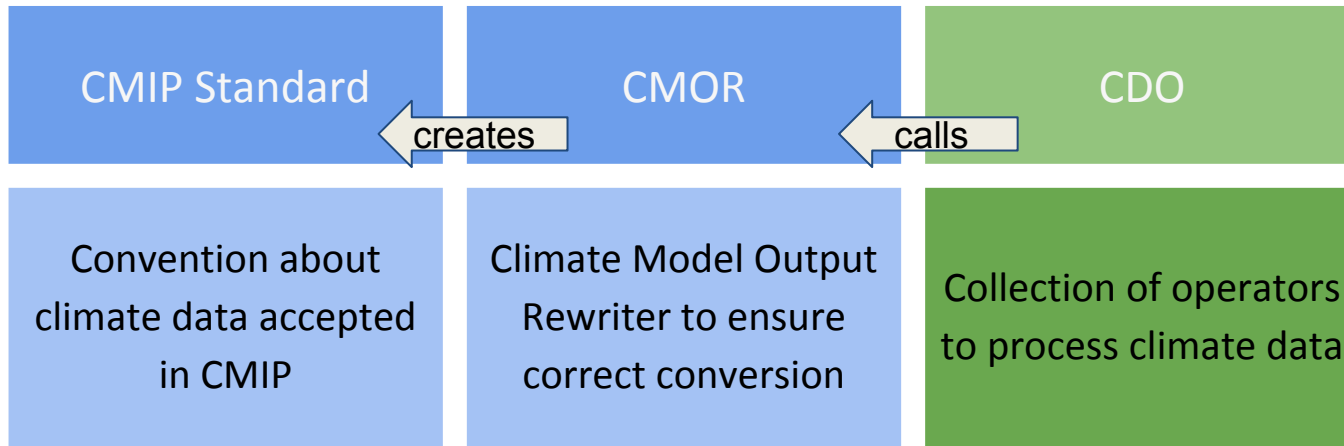 CMIP Standard
CMOR
CDO
creates
calls
Convention about
climate data accepted
in CMIP
Climate Model Output
Rewriter to ensure
correct conversion
Collection of operators
to process climate data